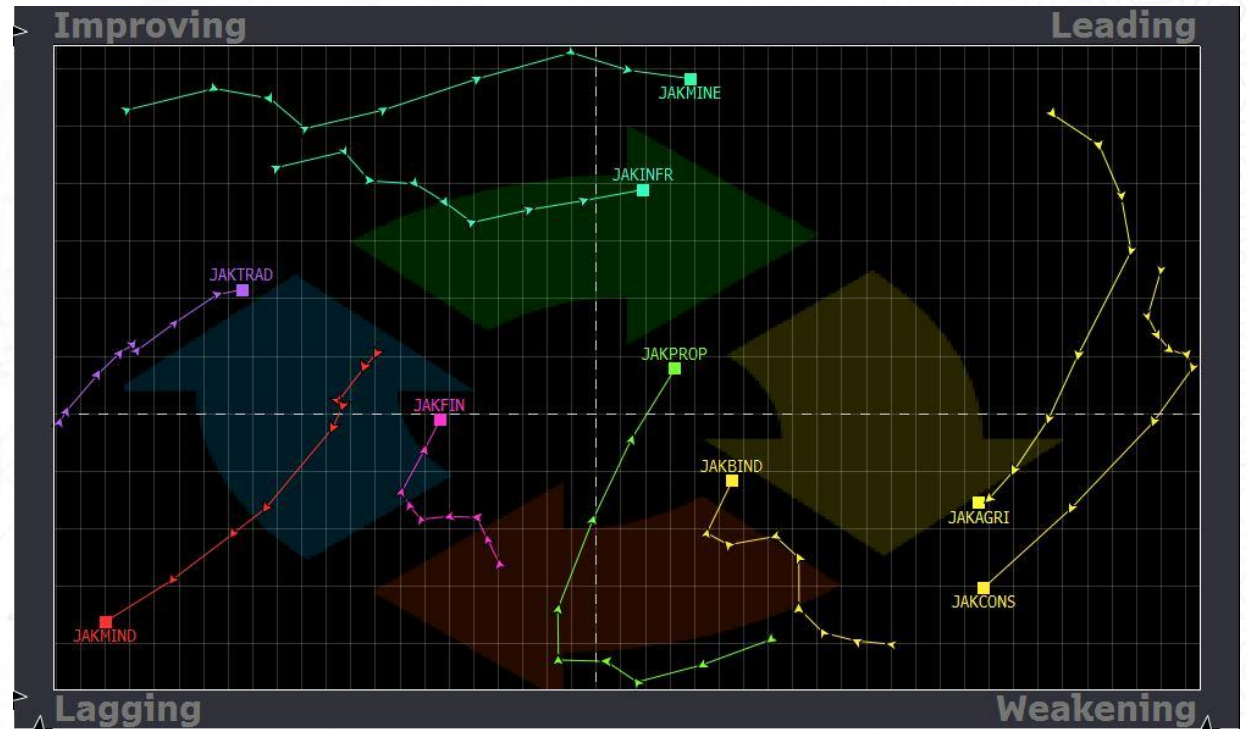 Improving
Leading
JAKMINE
JAKINFR
JAKTRAD
JAKPROP
JAKFIN
JAKBIND
JAKAGRI
JAKCONS
JAKMIND
Lagging
Weakening